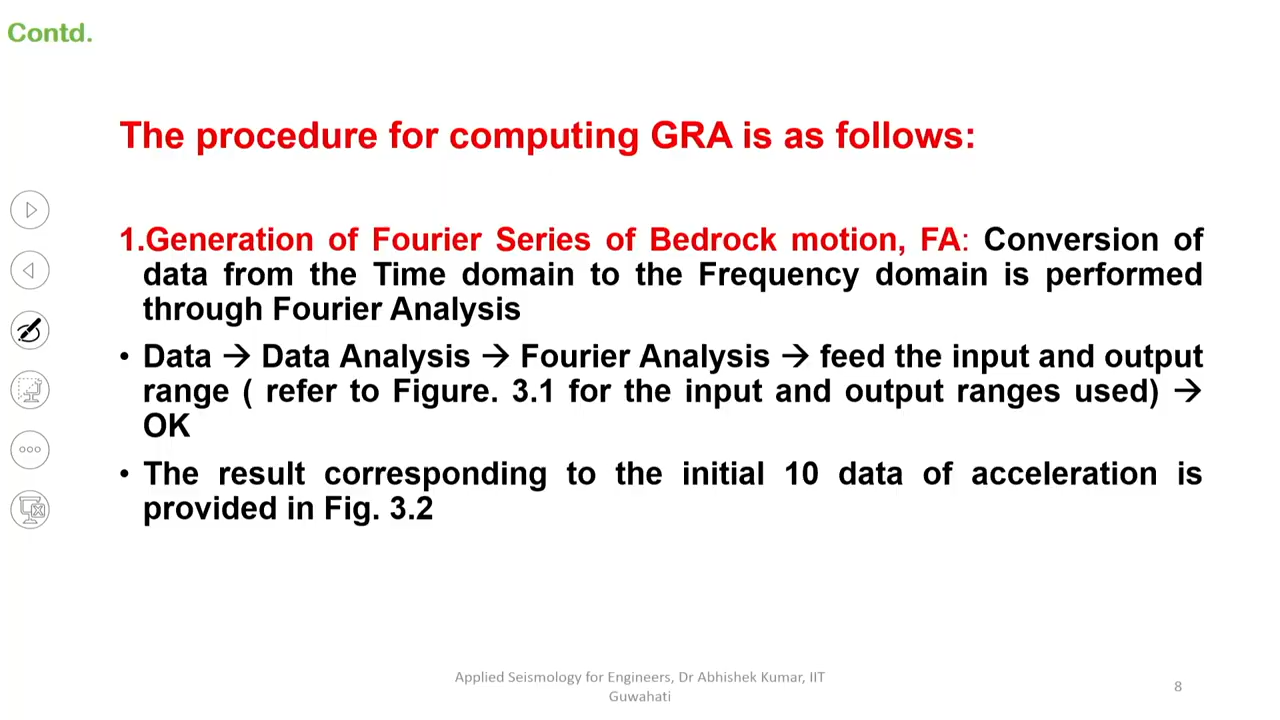 Contd.
The procedure for computing GRA is as follows:
1.Generation of Fourier Series of Bedrock motion, FA: Conversion of
data from the Time domain to the Frequency domain is performed
through Fourier Analysis
• Data → Data Analysis → Fourier Analysis → feed the input and output
range ( refer to Figure. 3.1 for the input and output ranges used) →
OK
• The result corresponding to the initial 10 data of acceleration is
provided in Fig. 3.2
Applied Seismology for Engineers, Dr Abhishek Kumar, IIT
Guwahati
8